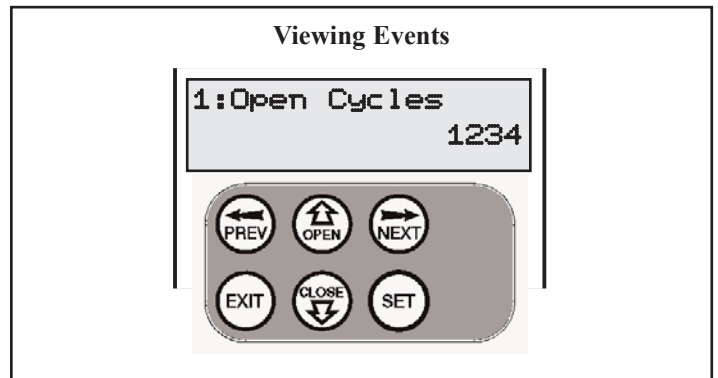 Viewing Events
1:Open Cycles
1234
PREV OPEN NEXT
EXIT CLOSE SET